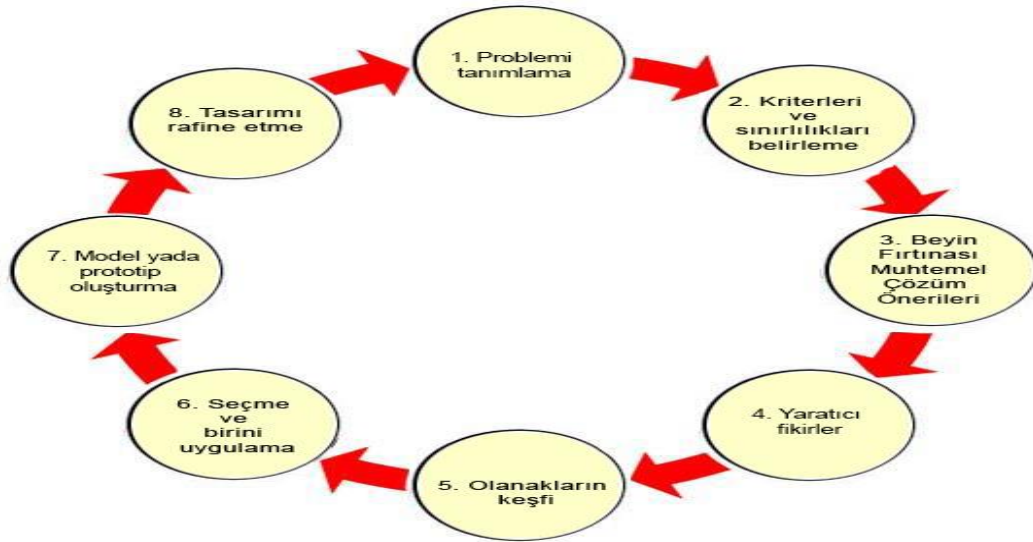 1. Problemi
tanımlama
2. Kriterleri
ve
sınırlılıkları
belirleme
3. Beyin
Fırtınası
Muhtemel
Çözüm
Önerileri
4. Yaratıcı
fikirler
5. Olanakların
keşfi
6. Seçme
ve
birini
uygulama
7. Model yada
prototip
oluşturma
8. Tasarımı
rafine etme